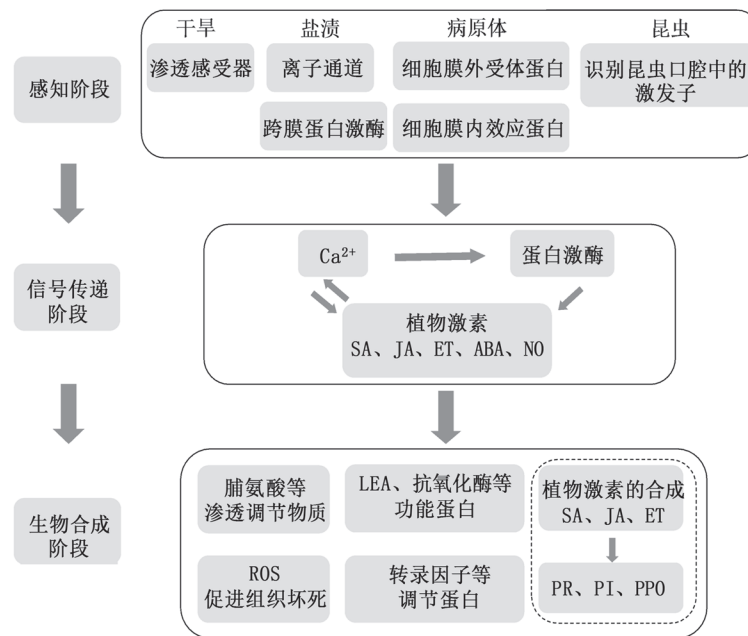 干旱
盐渍
病原体
昆虫
感知阶段
渗透感受器
离子通道
细胞膜外受体蛋白
识别昆虫口腔中的
激发子
跨膜蛋白激酶
细胞膜内效应蛋白
信号传递
阶段
Ca²⁺
蛋白激酶
植物激素
SA、JA、ET、ABA、NO
生物合成
阶段
脯氨酸等
渗透调节物质
LEA、抗氧化酶等
功能蛋白
植物激素的合成
SA、JA、ET
ROS
促进组织坏死
转录因子等
调节蛋白
PR、PI、PPO